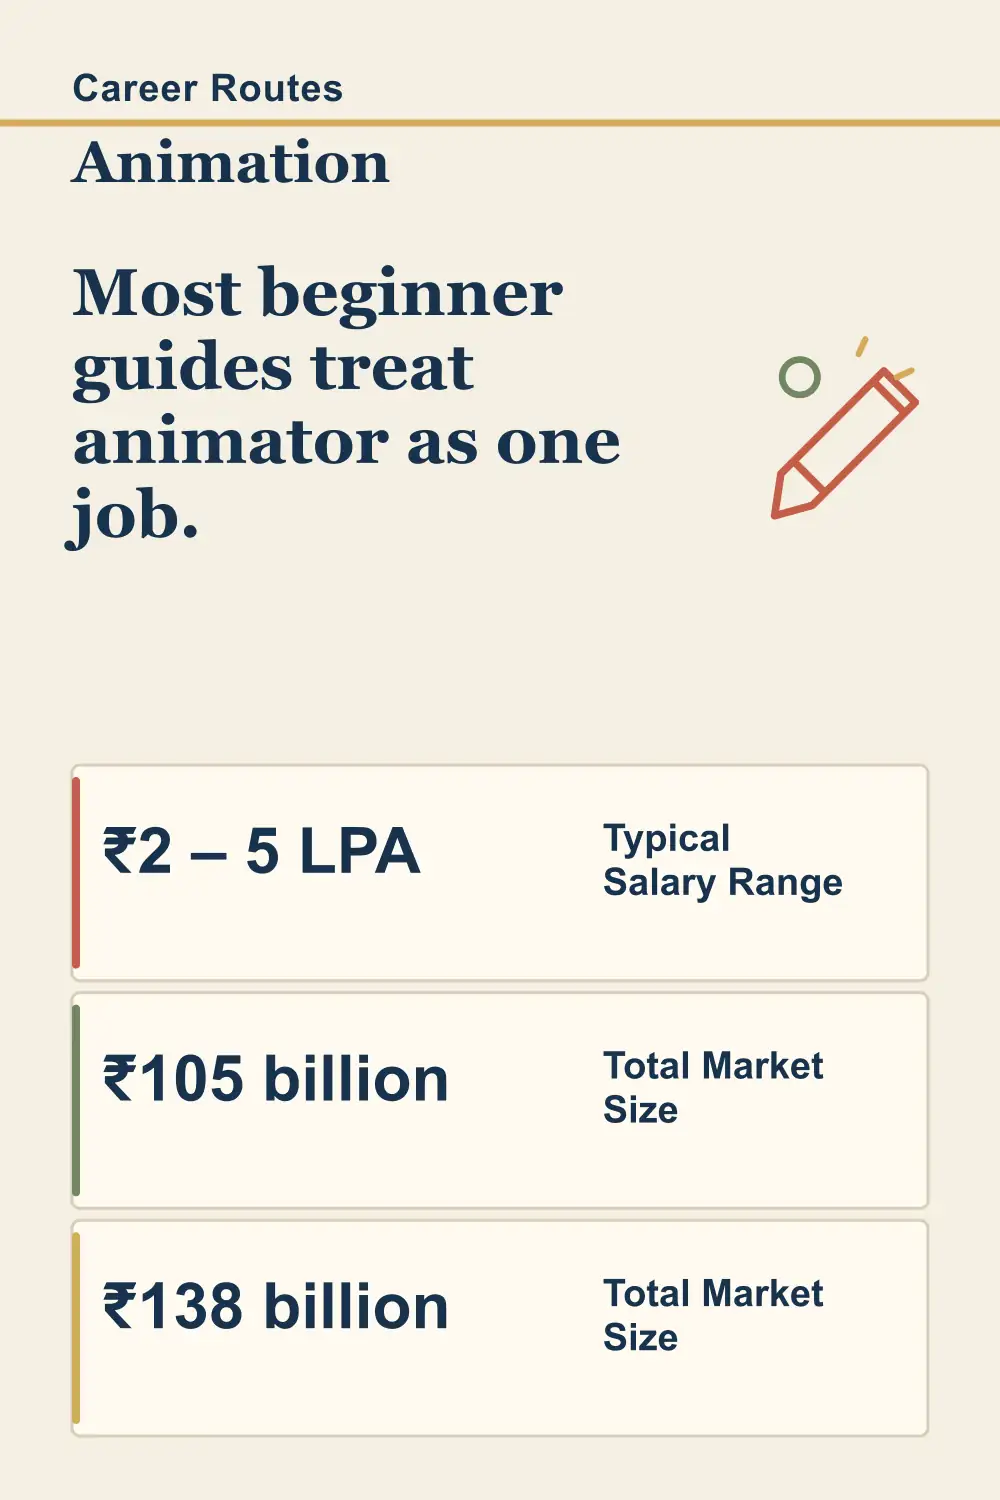 Career Routes
Animation
Most beginner
guides treat
animator as one
job.
₹2 – 5 LPA
Typical
Salary Range
₹105 billion
Total Market
Size
₹138 billion
Total Market
Size